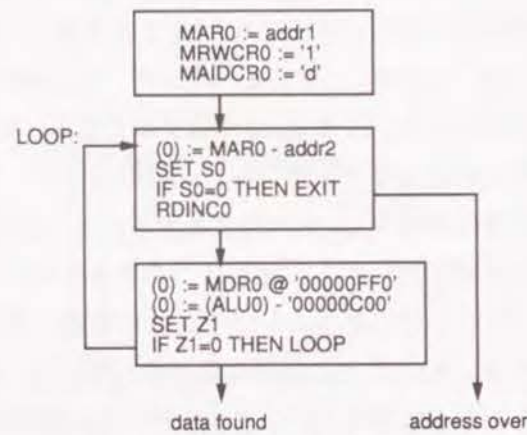 MAR0 := addr1
MRWCR0 := '1'
MAIDCR0 := 'd'
LOOP:
(0) := MAR0 - addr2
SET S0
IF S0=0 THEN EXIT
RDINC0
(0) := MDR0 @ '00000FF0'
(0) := (ALU0) - '00000C00'
SET Z1
IF Z1=0 THEN LOOP
data found
address over